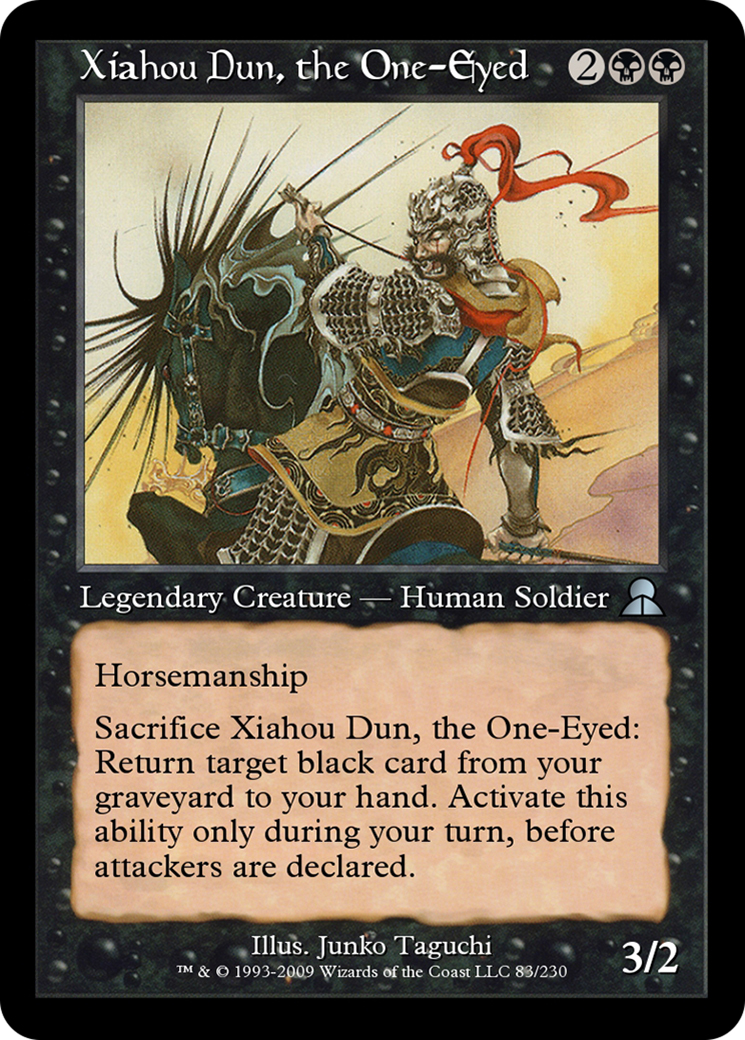 Xiahou Dun, the One-Eyed 2
Legendary Creature — Human Soldier
Horsemanship
Sacrifice Xiahou Dun, the One-Eyed:
Return target black card from your
graveyard to your hand. Activate this
ability only during your turn, before
attackers are declared.
Illus. Junko Taguchi
™ & © 1993-2009 Wizards of the Coast LLC 83/230
3/2